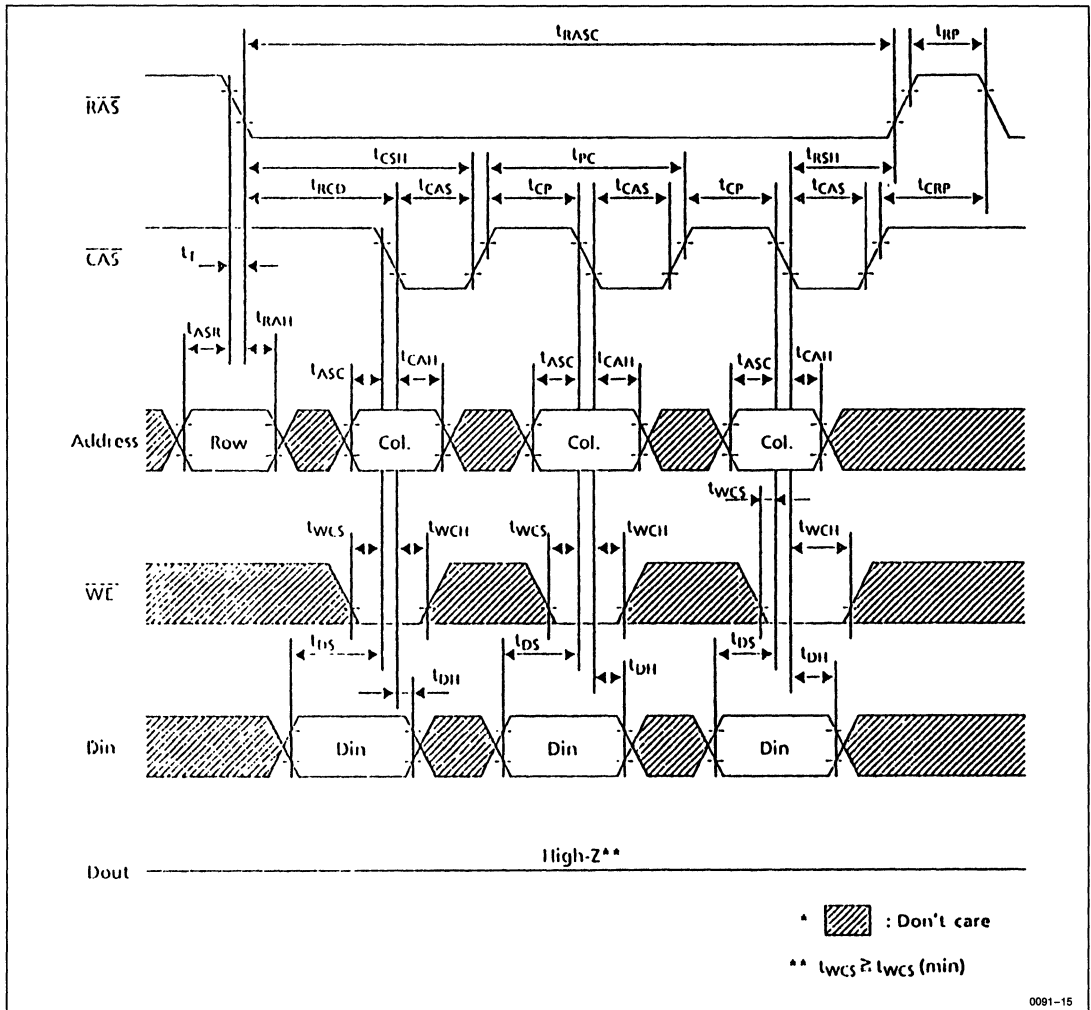 tRASC tRP
RAS
tCSH tPC tRSH
tRCD tCAS tCP tCAS tCP tCAS tCRP
CAS
tT
tASR tRAH
tASC tCAH tASC tCAH tASC tCAH
Address Row Col. Col. Col.
tWCS
tWCS tWCH tWCS tWCH tWCH
WE
tDS tDS tDS
tDH tDH tDH
Din Din Din Din
High-Z**
Dout
* : Don't care
** tWCS ≥ tWCS (min)
0091–15